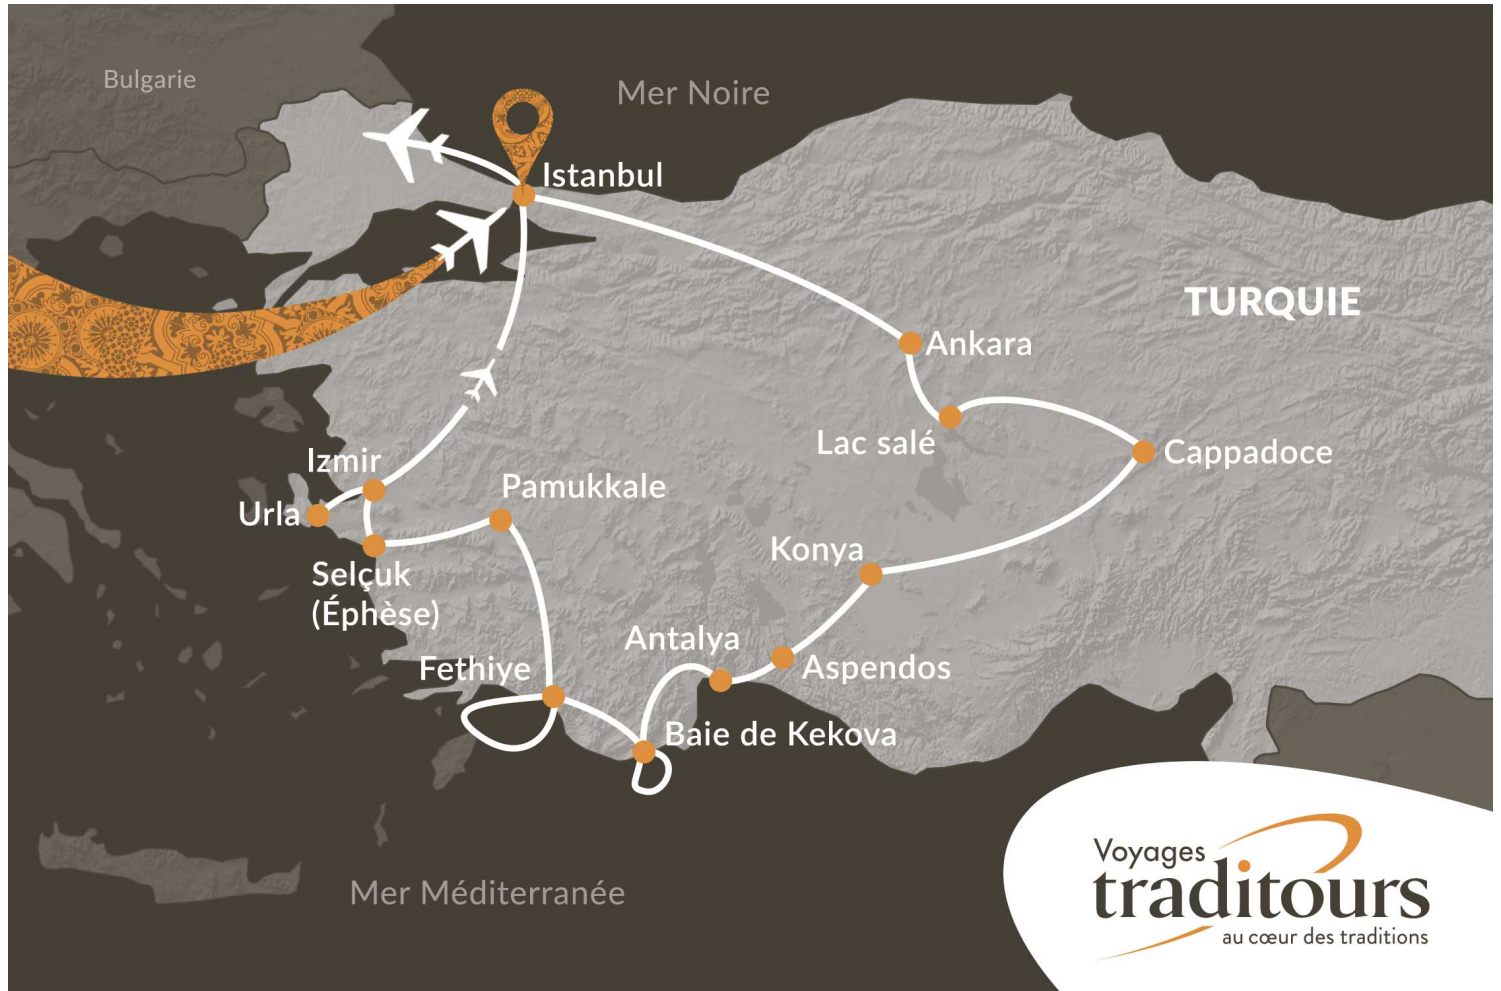 Bulgarie
Mer Noire
Istanbul
TURQUIE
Ankara
Lac salé
Cappadoce
Izmir
Pamukkale
Urla
Konya
Selçuk
(Éphèse)
Antalya
Aspendos
Fethiye
Baie de Kekova
Mer Méditerranée
Voyages
traditours
au cœur des traditions